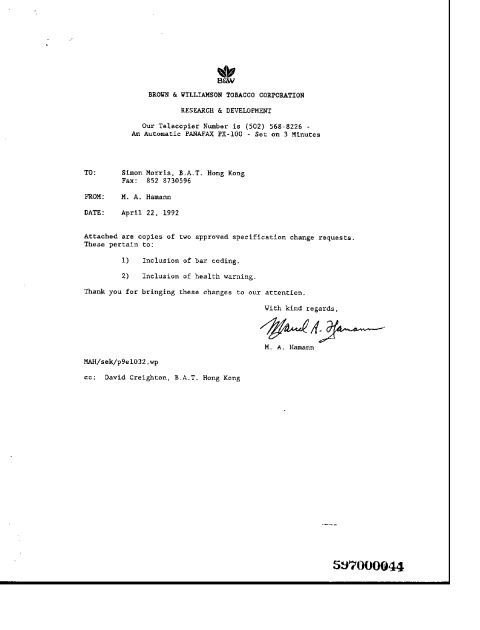 B&W
BROWN & WILLIAMSON TOBACCO CORPORATION
RESEARCH & DEVELOPMENT
Our Telecopier Number is (502) 568-8226 -
An Automatic PANAFAX PX-100 - Set on 3 Minutes
TO: Simon Morris, B.A.T. Hong Kong
Fax: 852 8730596
FROM: M. A. Hamann
DATE: April 22, 1992
Attached are copies of two approved specification change requests.
These pertain to:
1) Inclusion of bar coding.
2) Inclusion of health warning.
Thank you for bringing these changes to our attention.
With kind regards,
A. Hamann
M. A. Hamann
MAH/sek/p9e1032.wp
cc: David Creighton, B.A.T. Hong Kong
597000044